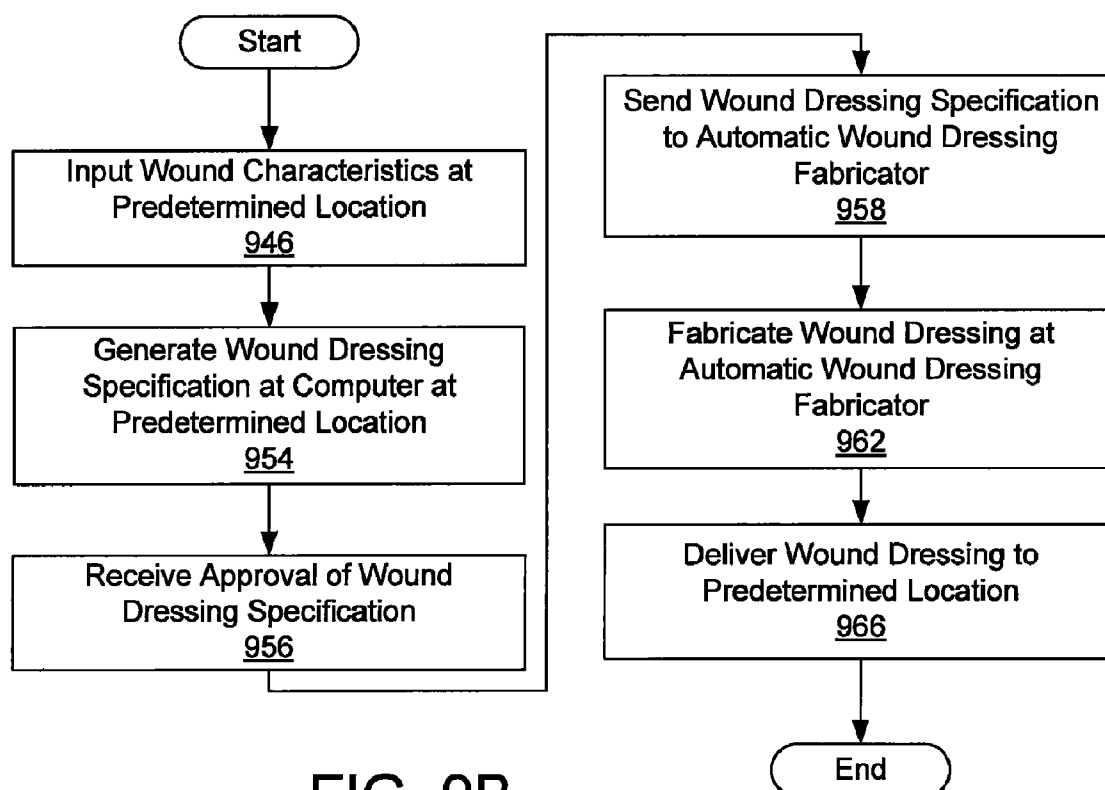 Start
Input Wound Characteristics at
Predetermined Location
946
Generate Wound Dressing
Specification at Computer at
Predetermined Location
954
Receive Approval of Wound
Dressing Specification
956
Send Wound Dressing Specification
to Automatic Wound Dressing
Fabricator
958
Fabricate Wound Dressing at
Automatic Wound Dressing
Fabricator
962
Deliver Wound Dressing to
Predetermined Location
966
End
FIG. 9B